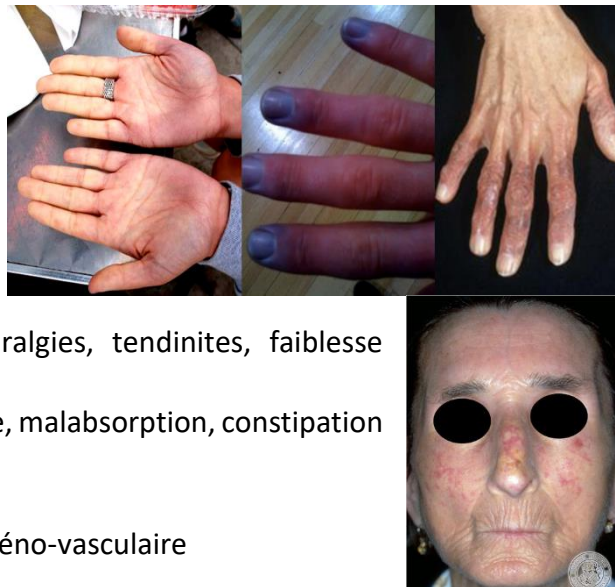 ralgies, tendinites, faiblesse
e, malabsorption, constipation
éno-vasculaire